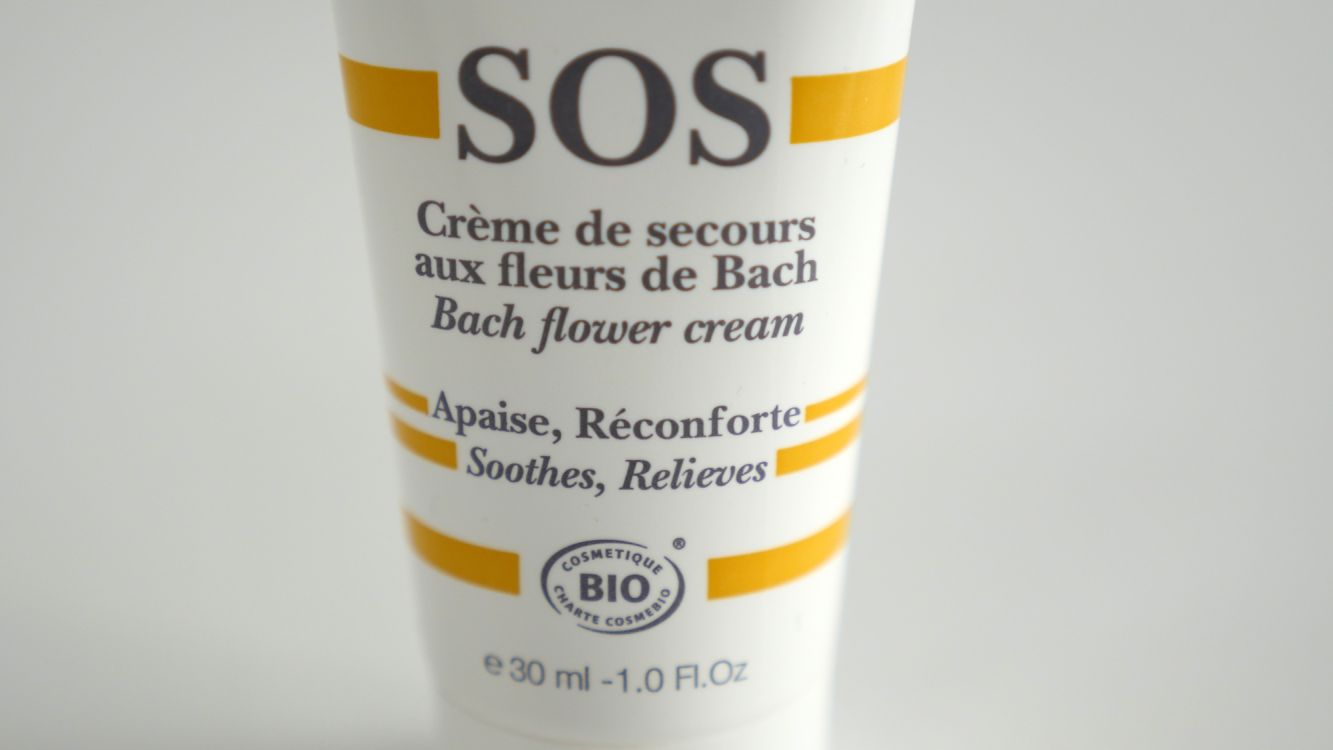 SOS
Crème de secours
aux fleurs de Bach
Bach flower cream
Apaise, Réconforte
Soothes, Relieves
COSMETIQUE ®
BIO
CHARTE COSMEBIO
e 30 ml -1.0 Fl.Oz